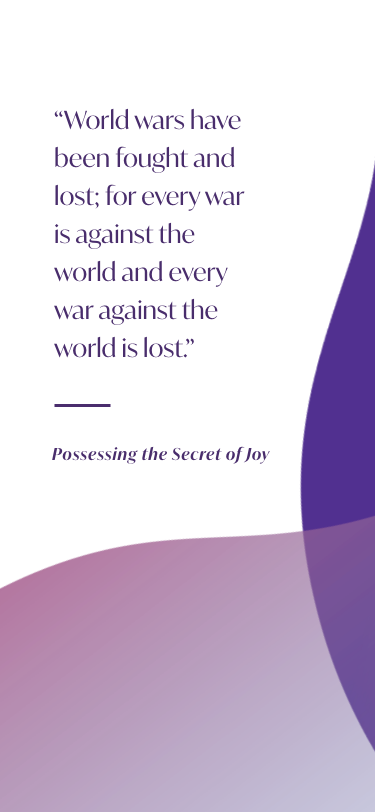 “World wars have
been fought and
lost; for every war
is against the
world and every
war against the
world is lost.”
Possessing the Secret of Joy